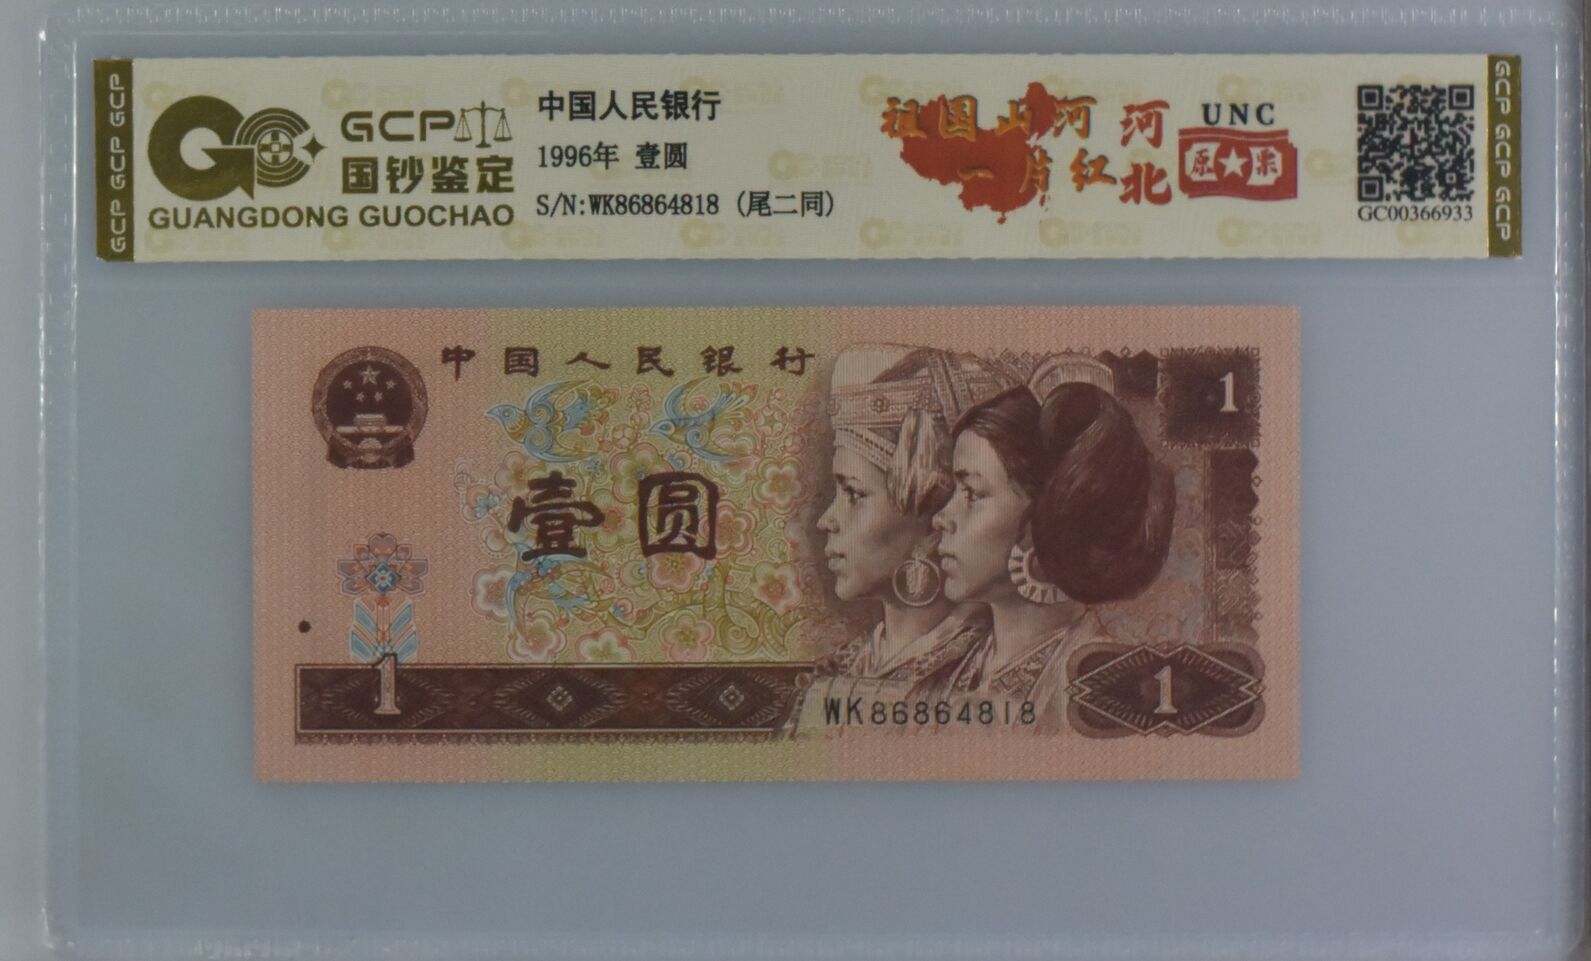 GCP GCP GCP
GCP
国钞鉴定
GUANGDONG GUOCHAO
中国人民银行
1996年 壹圆
S/N:WK86864818 (尾二同)
祖国山河
一片红
河北
UNC
原★票
GC00366933
GCP GCP GCP
中国人民银行
1
壹圆
1
WK86864818
1